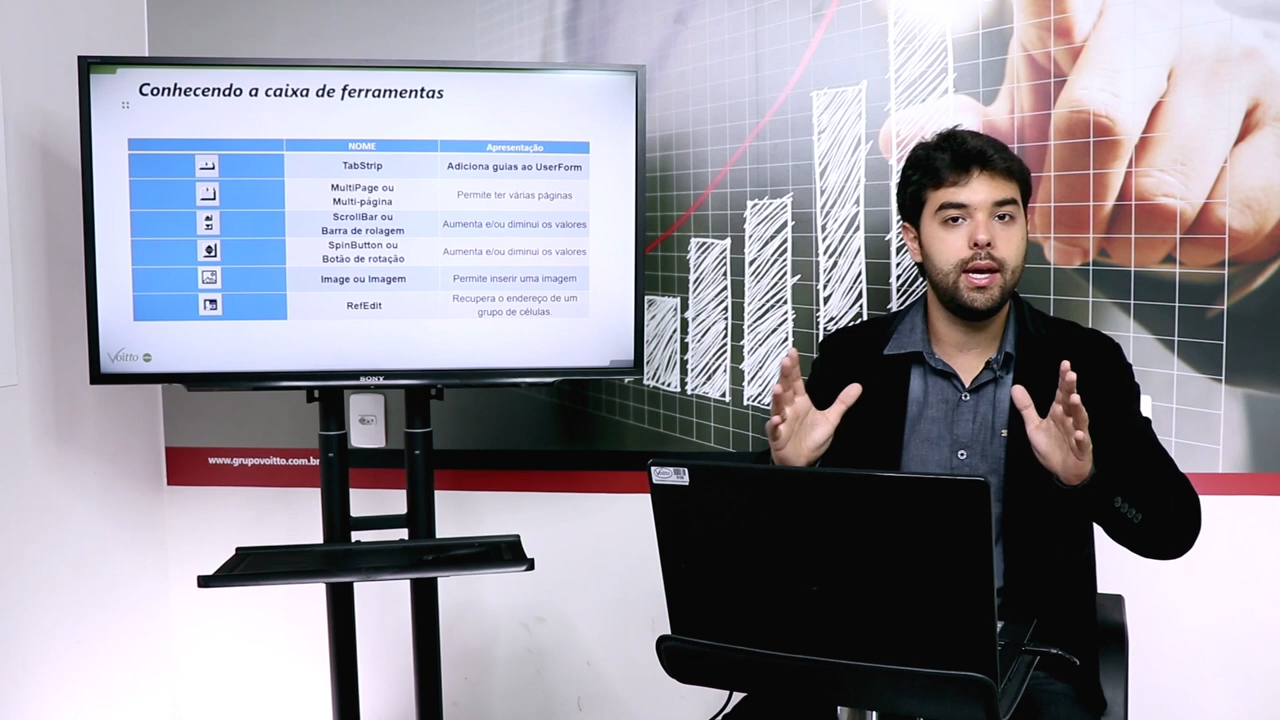 Conhecendo a caixa de ferramentas
NOME Apresentação
TabStrip Adiciona guias ao UserForm
MultiPage ou
Multi-página
Permite ter várias páginas
ScrollBar ou
Barra de rolagem
Aumenta e/ou diminui os valores
SpinButton ou
Botão de rotação
Aumenta e/ou diminui os valores
Image ou Imagem Permite inserir uma imagem
RefEdit
Recupera o endereço de um
grupo de células.
Voitto
SONY
www.grupovoitto.com.br